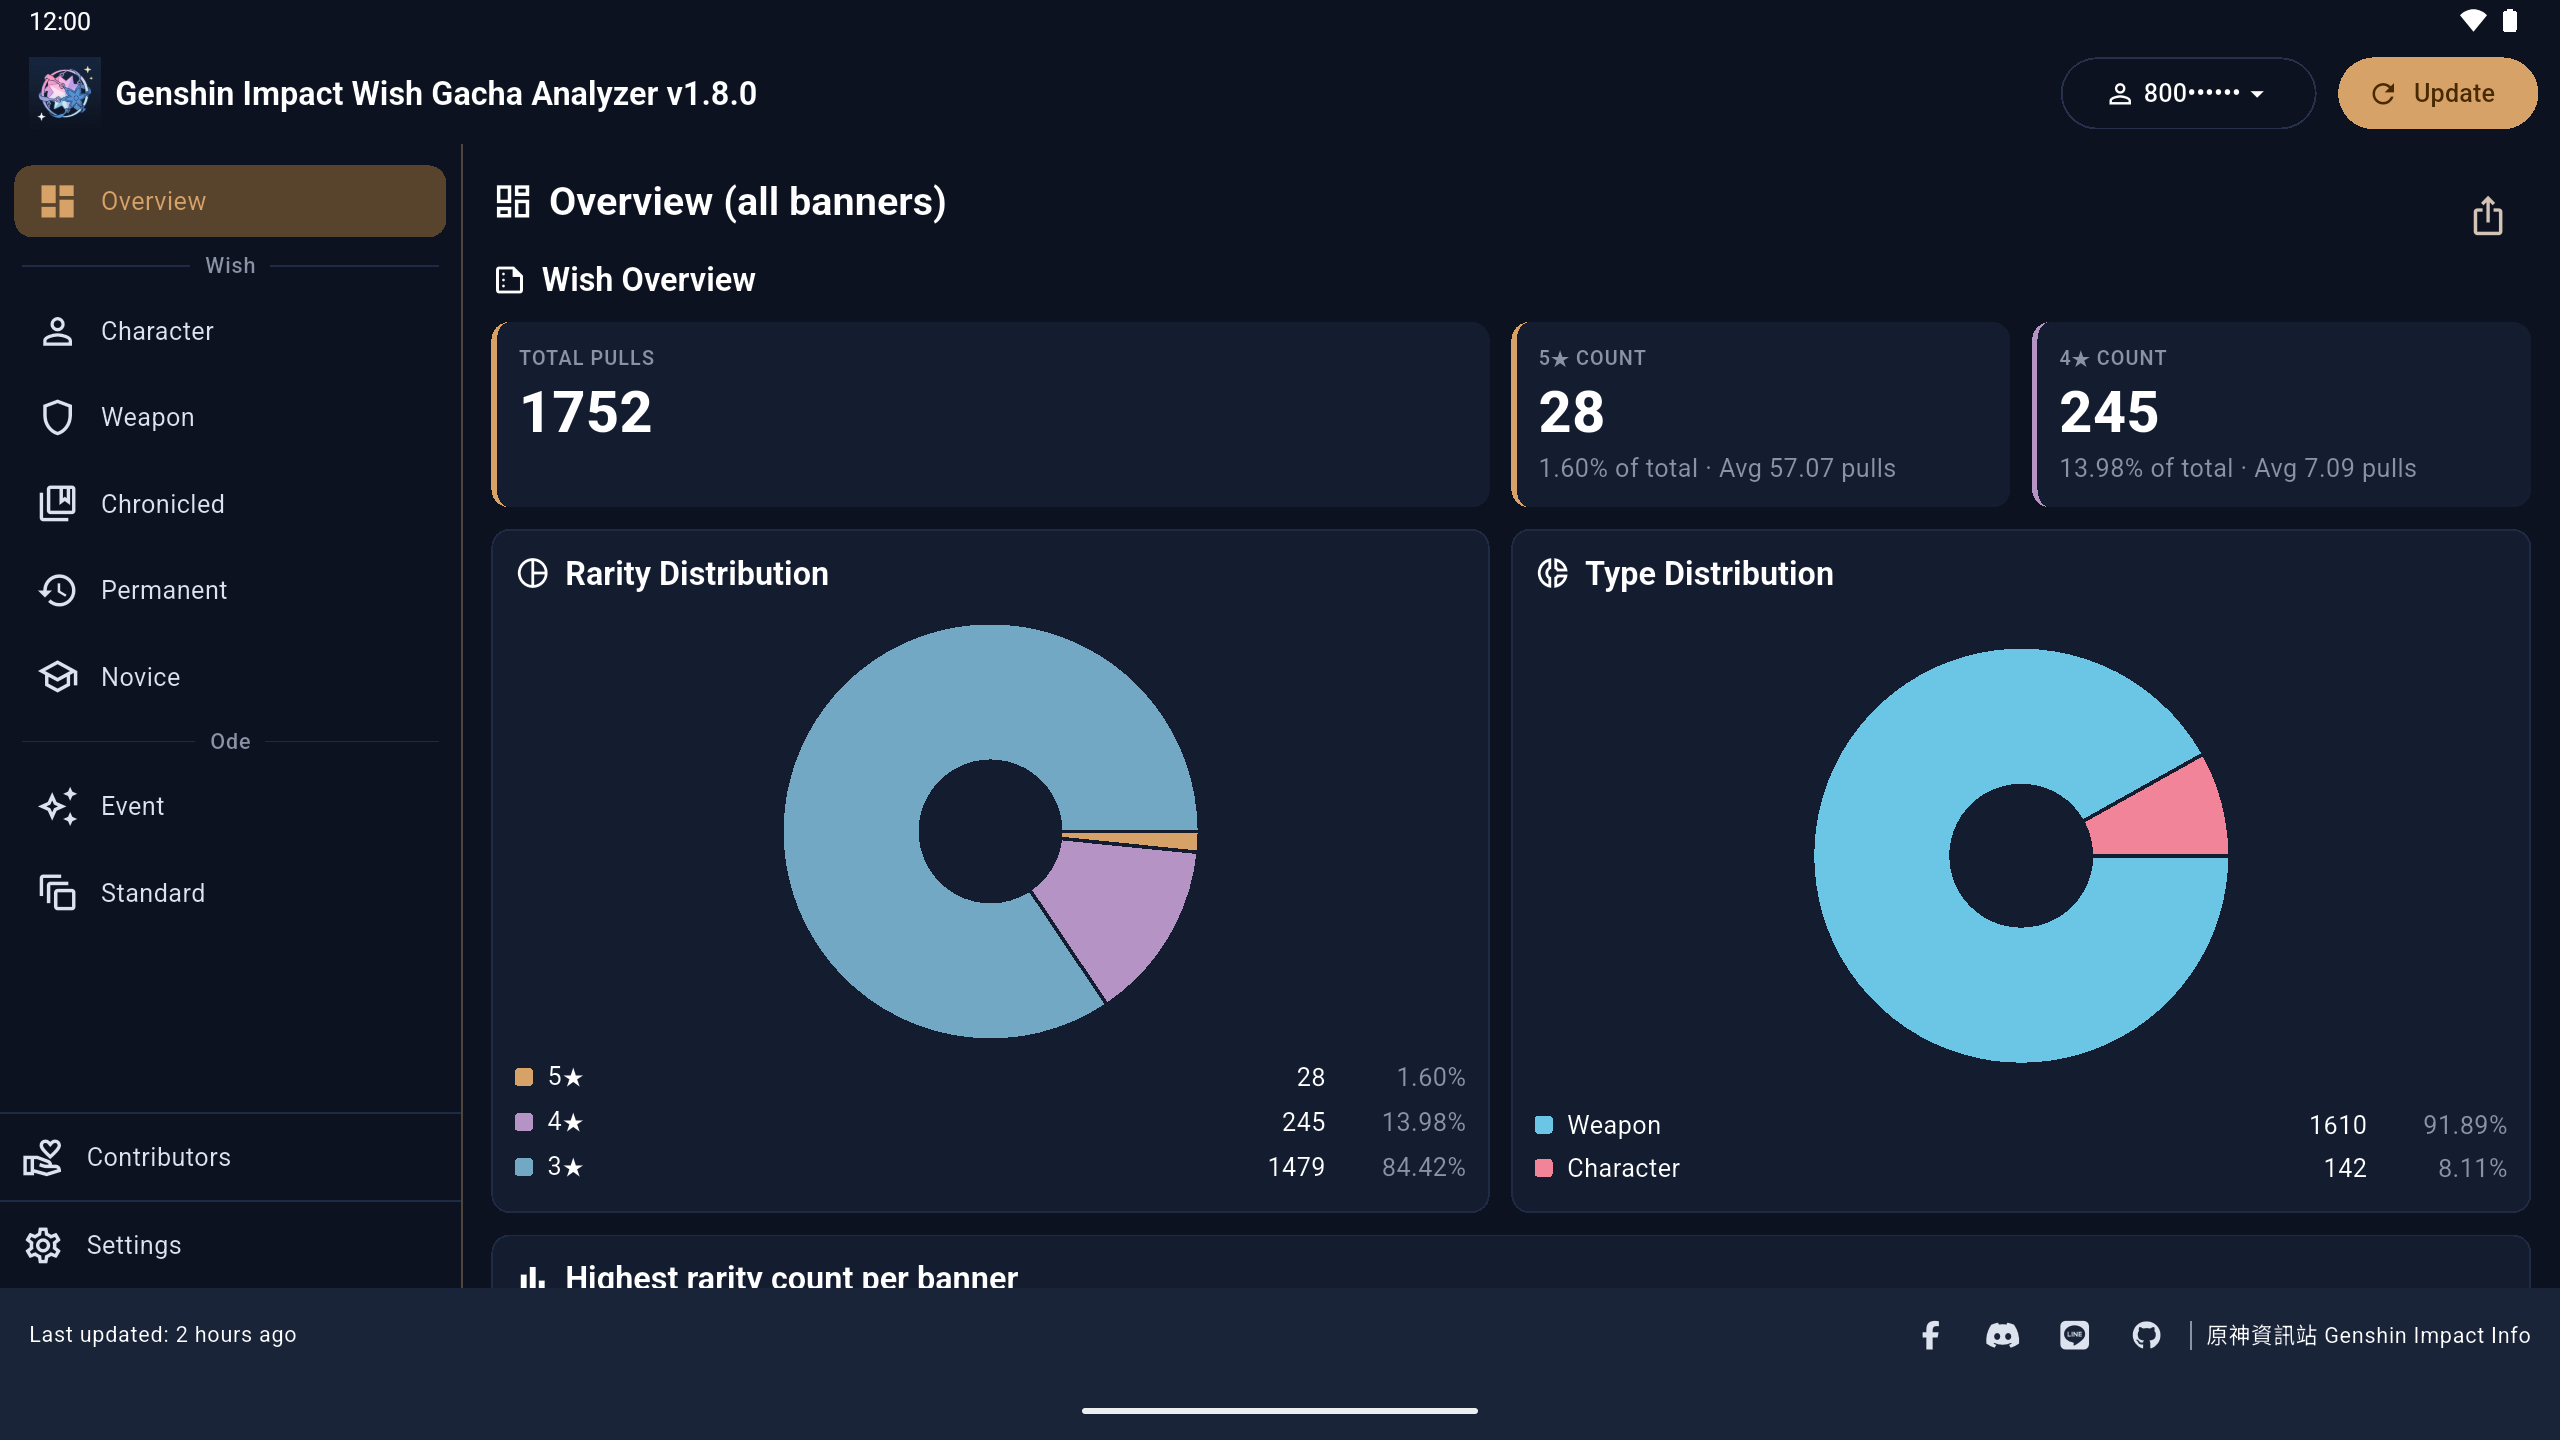 12:00
Genshin Impact Wish Gacha Analyzer v1.8.0
800••••••
Update
Overview
Wish
Character
Weapon
Chronicled
Permanent
Novice
Ode
Event
Standard
Contributors
Settings
Overview (all banners)
Wish Overview
TOTAL PULLS
1752
5★ COUNT
28
1.60% of total · Avg 57.07 pulls
4★ COUNT
245
13.98% of total · Avg 7.09 pulls
Rarity Distribution
5★ 28 1.60%
4★ 245 13.98%
3★ 1479 84.42%
Type Distribution
Weapon 1610 91.89%
Character 142 8.11%
Highest rarity count per banner
Last updated: 2 hours ago
LINE
原神資訊站 Genshin Impact Info